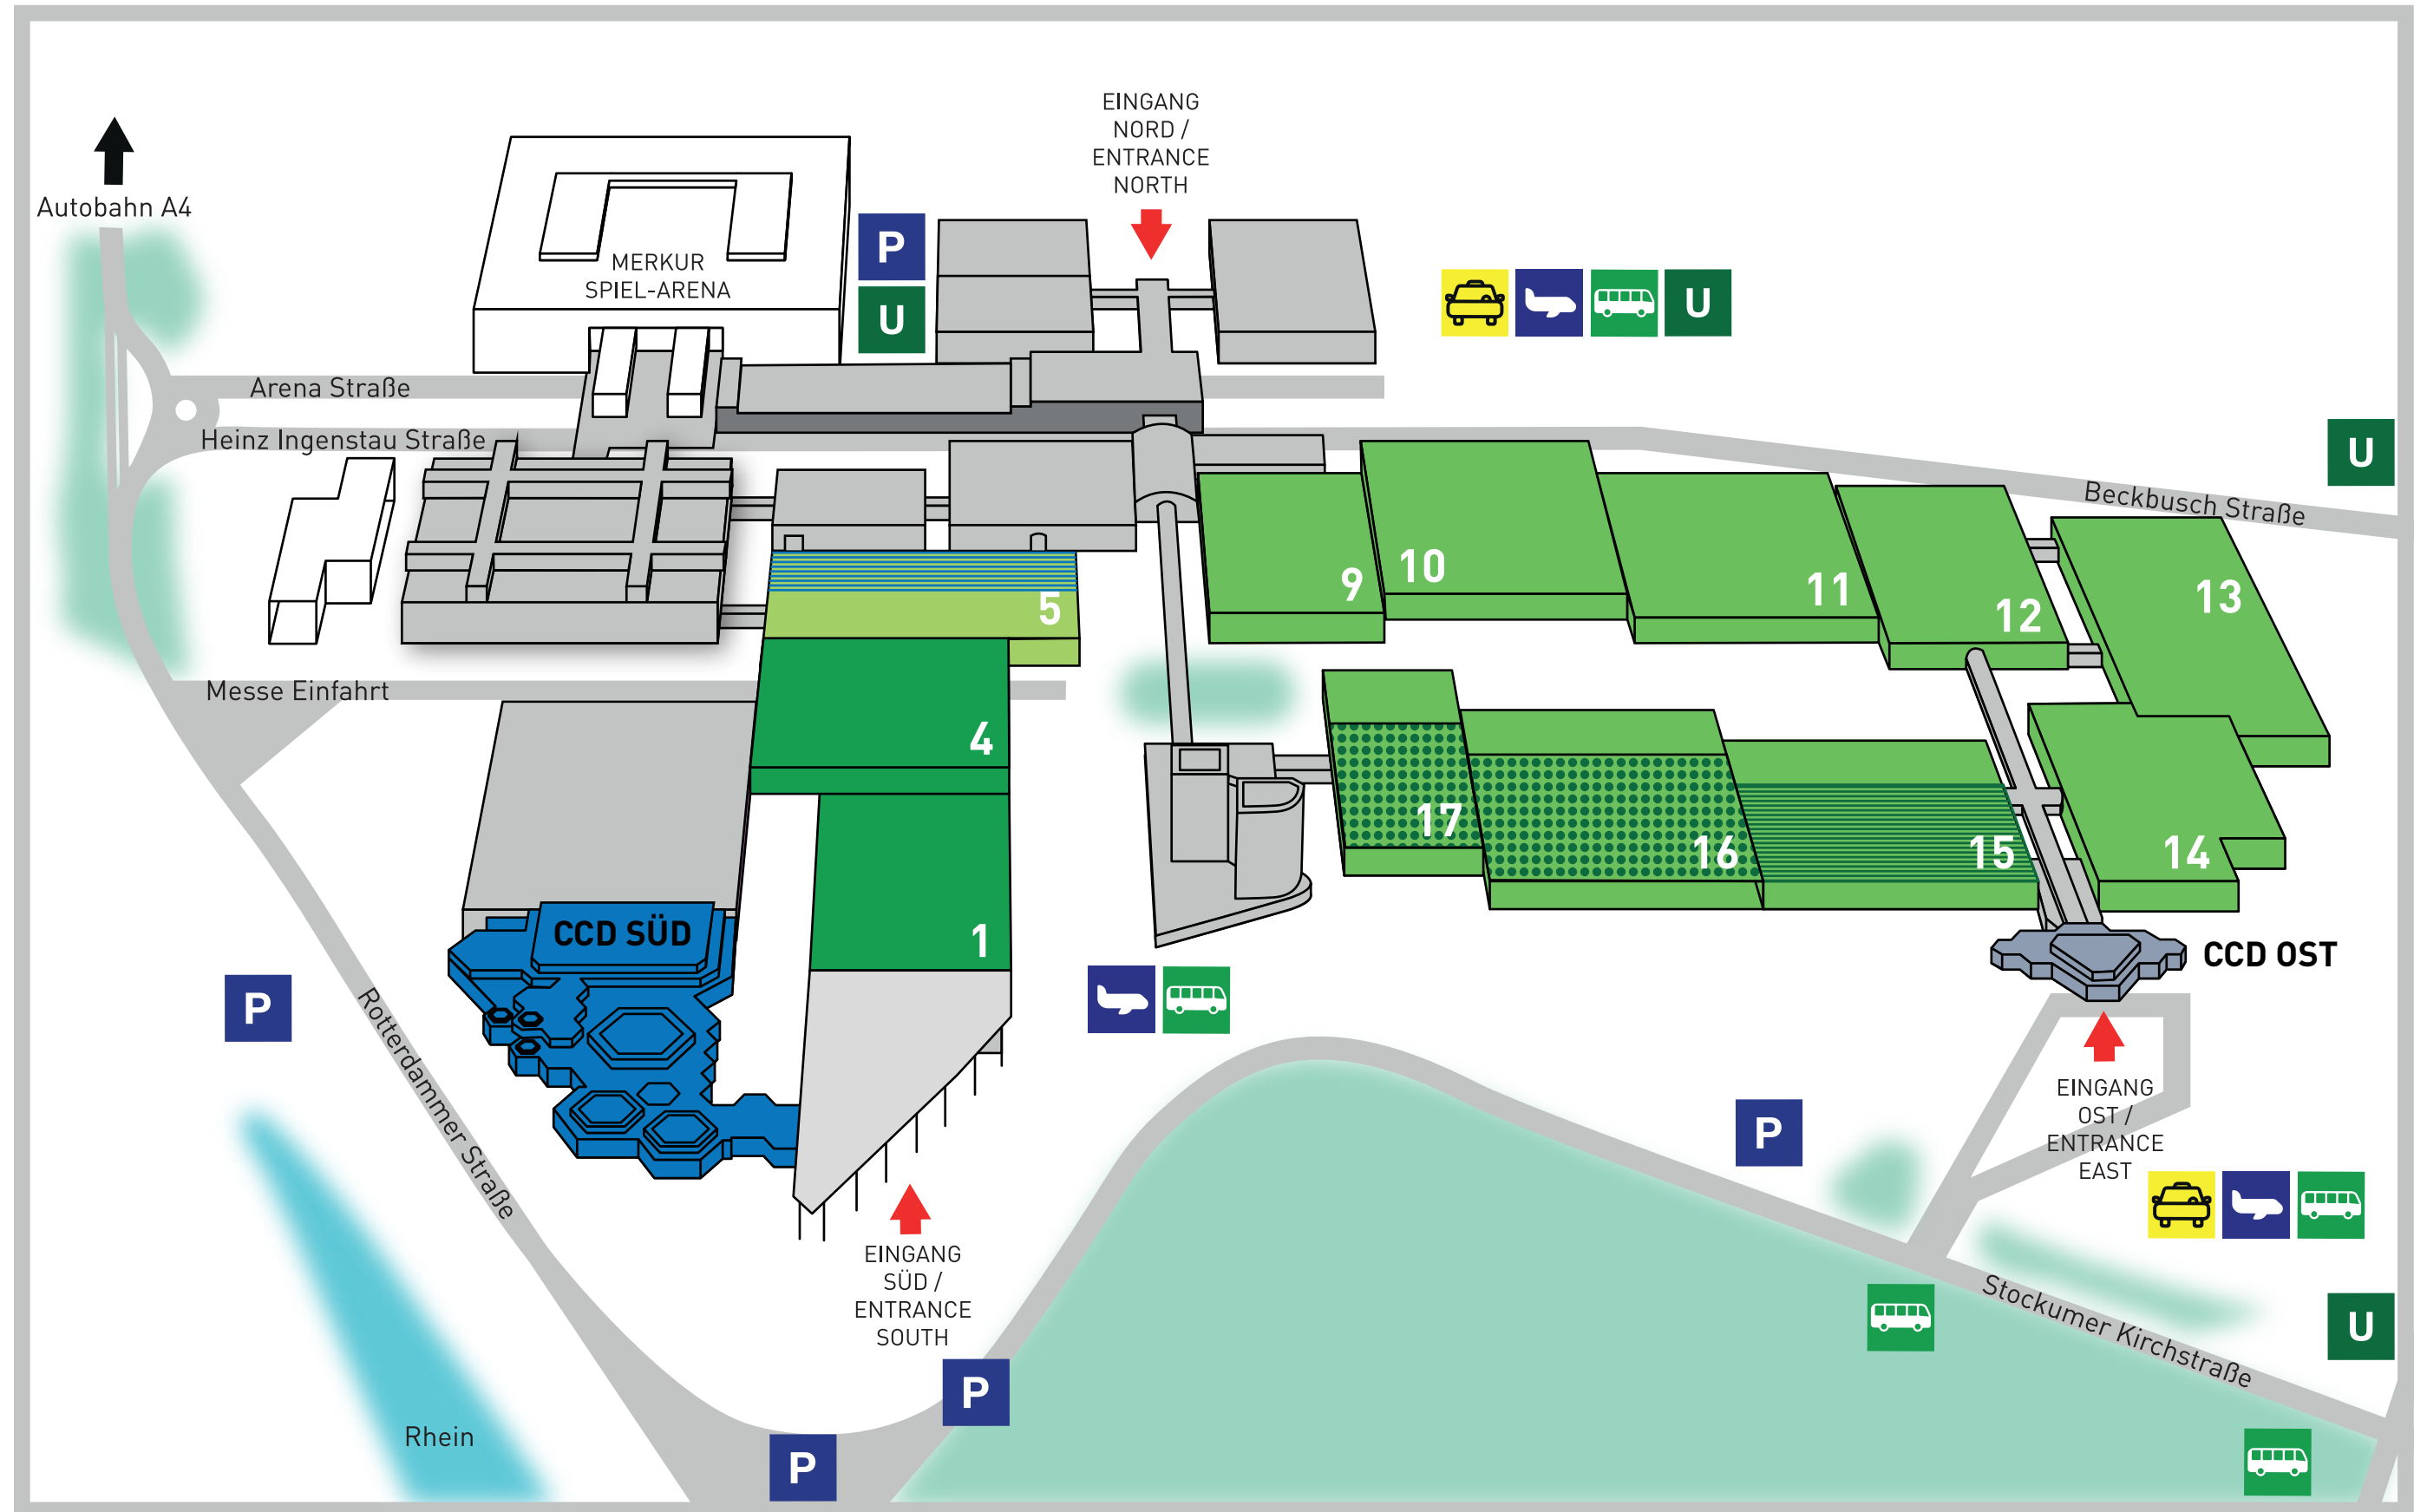 EINGANG
NORD /
ENTRANCE
NORTH
Autobahn A4
MERKUR
SPIEL-ARENA
P
U
U
Arena Straße
Heinz Ingenstau Straße
U
Beckbusch Straße
9
10
11
12
13
5
Messe Einfahrt
4
17
16
15
14
1
CCD SÜD
CCD OST
P
Rotterdammer Straße
EINGANG
OST /
ENTRANCE
EAST
P
EINGANG
SÜD /
ENTRANCE
SOUTH
Stockumer Kirchstraße
U
P
Rhein
P